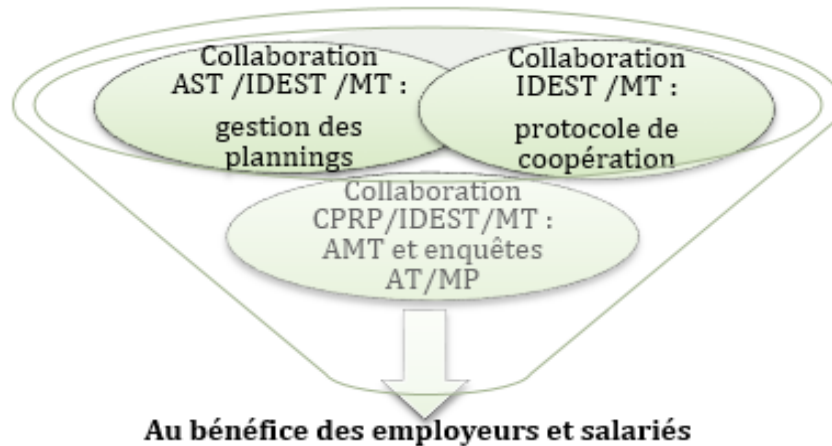 Collaboration
AST /IDEST /MT :
gestion des
plannings
Collaboration
IDEST /MT :
protocole de
coopération
Collaboration
CPRP/IDEST/MT :
AMT et enquêtes
AT/MP
Au bénéfice des employeurs et salariés